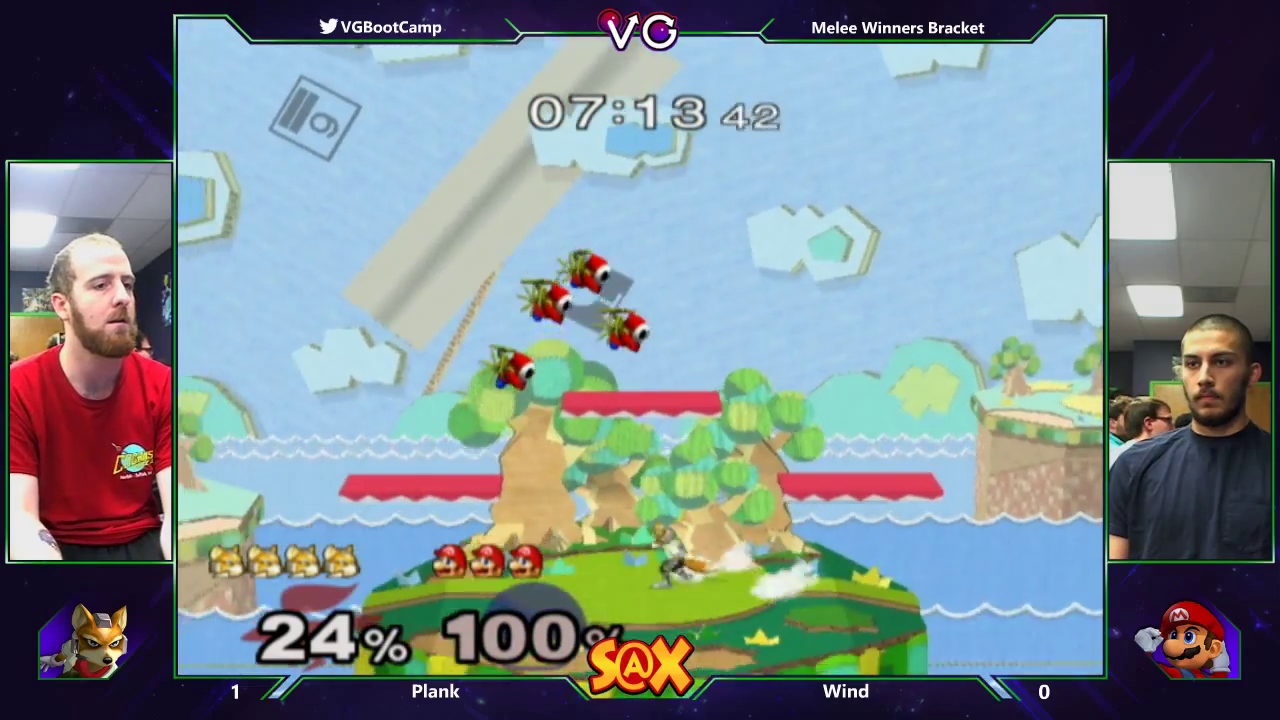 VGBootCamp
VG
Melee Winners Bracket
07:13 42
24% 100%
S@X
1 Plank Wind 0